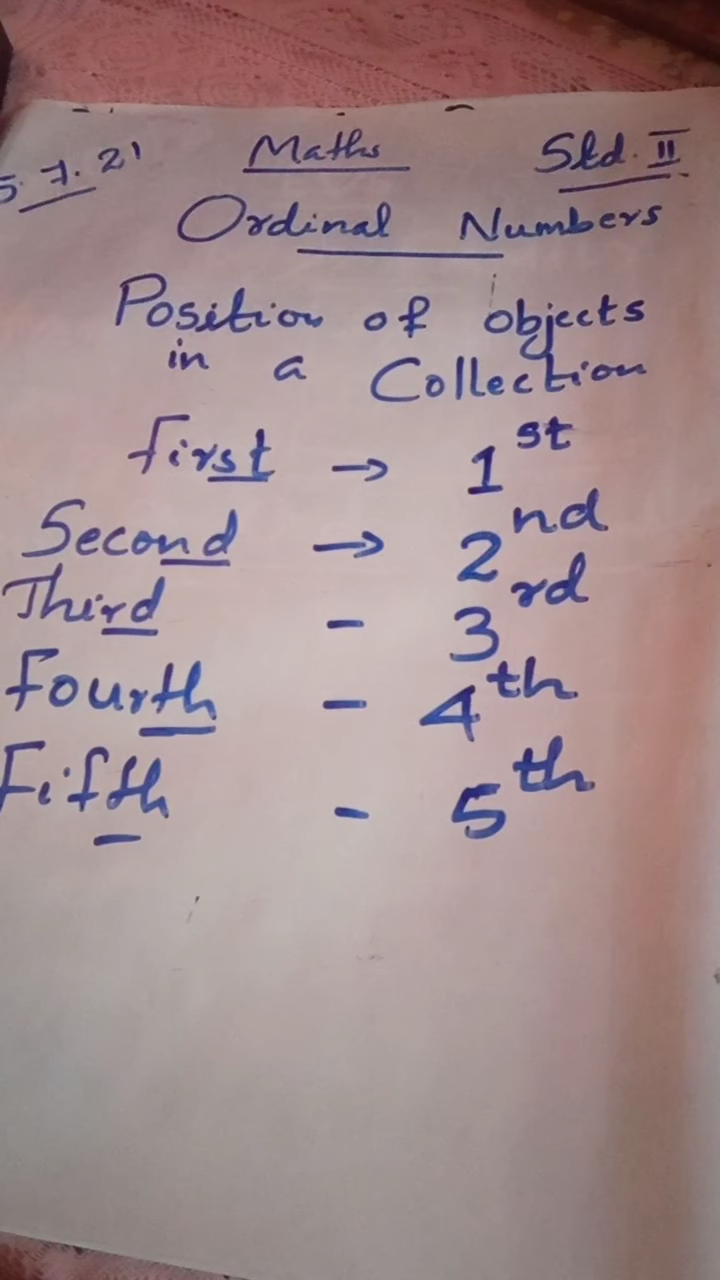 5.7.21 Maths Std. II
Ordinal Numbers
Position of objects
in a Collection
First → 1st
Second → 2nd
Third - 3rd
Fourth - 4th
Fifth - 5th